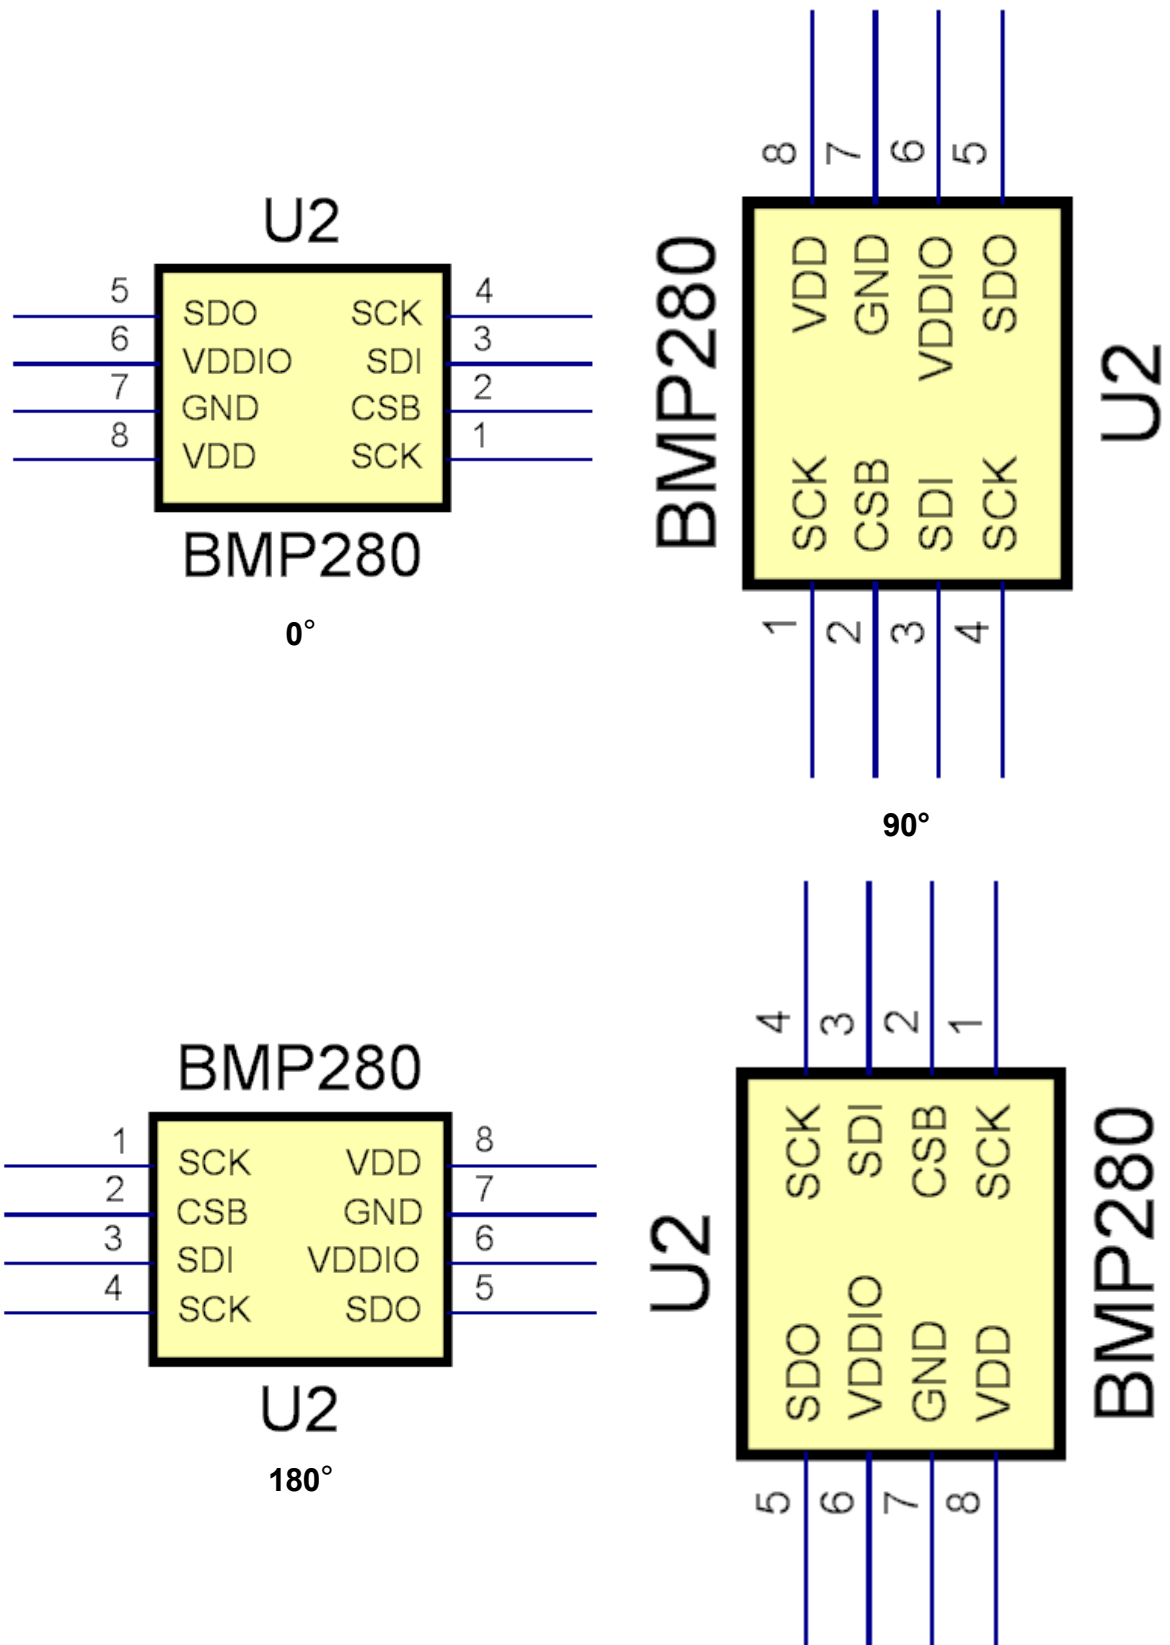 U2
5 SDO SCK 4
6 VDDIO SDI 3
7 GND CSB 2
8 VDD SCK 1
BMP280
0°
8 7 6 5
VDD GND VDDIO SDO
BMP280
U2
SCK CSB SDI SCK
1 2 3 4
90°
BMP280
1 SCK VDD 8
2 CSB GND 7
3 SDI VDDIO 6
4 SCK SDO 5
U2
180°
4 3 2 1
SCK SDI CSB SCK
U2
BMP280
SDO VDDIO GND VDD
5 6 7 8